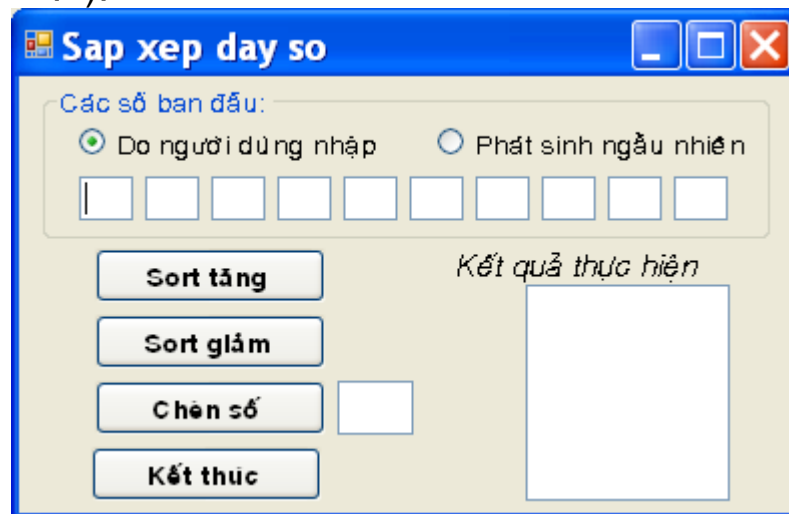 Sap xep day so
Các số ban đầu:
Do người dùng nhập Phát sinh ngẫu nhiên
Sort tăng
Kết quả thực hiện
Sort giảm
Chèn số
Kết thúc